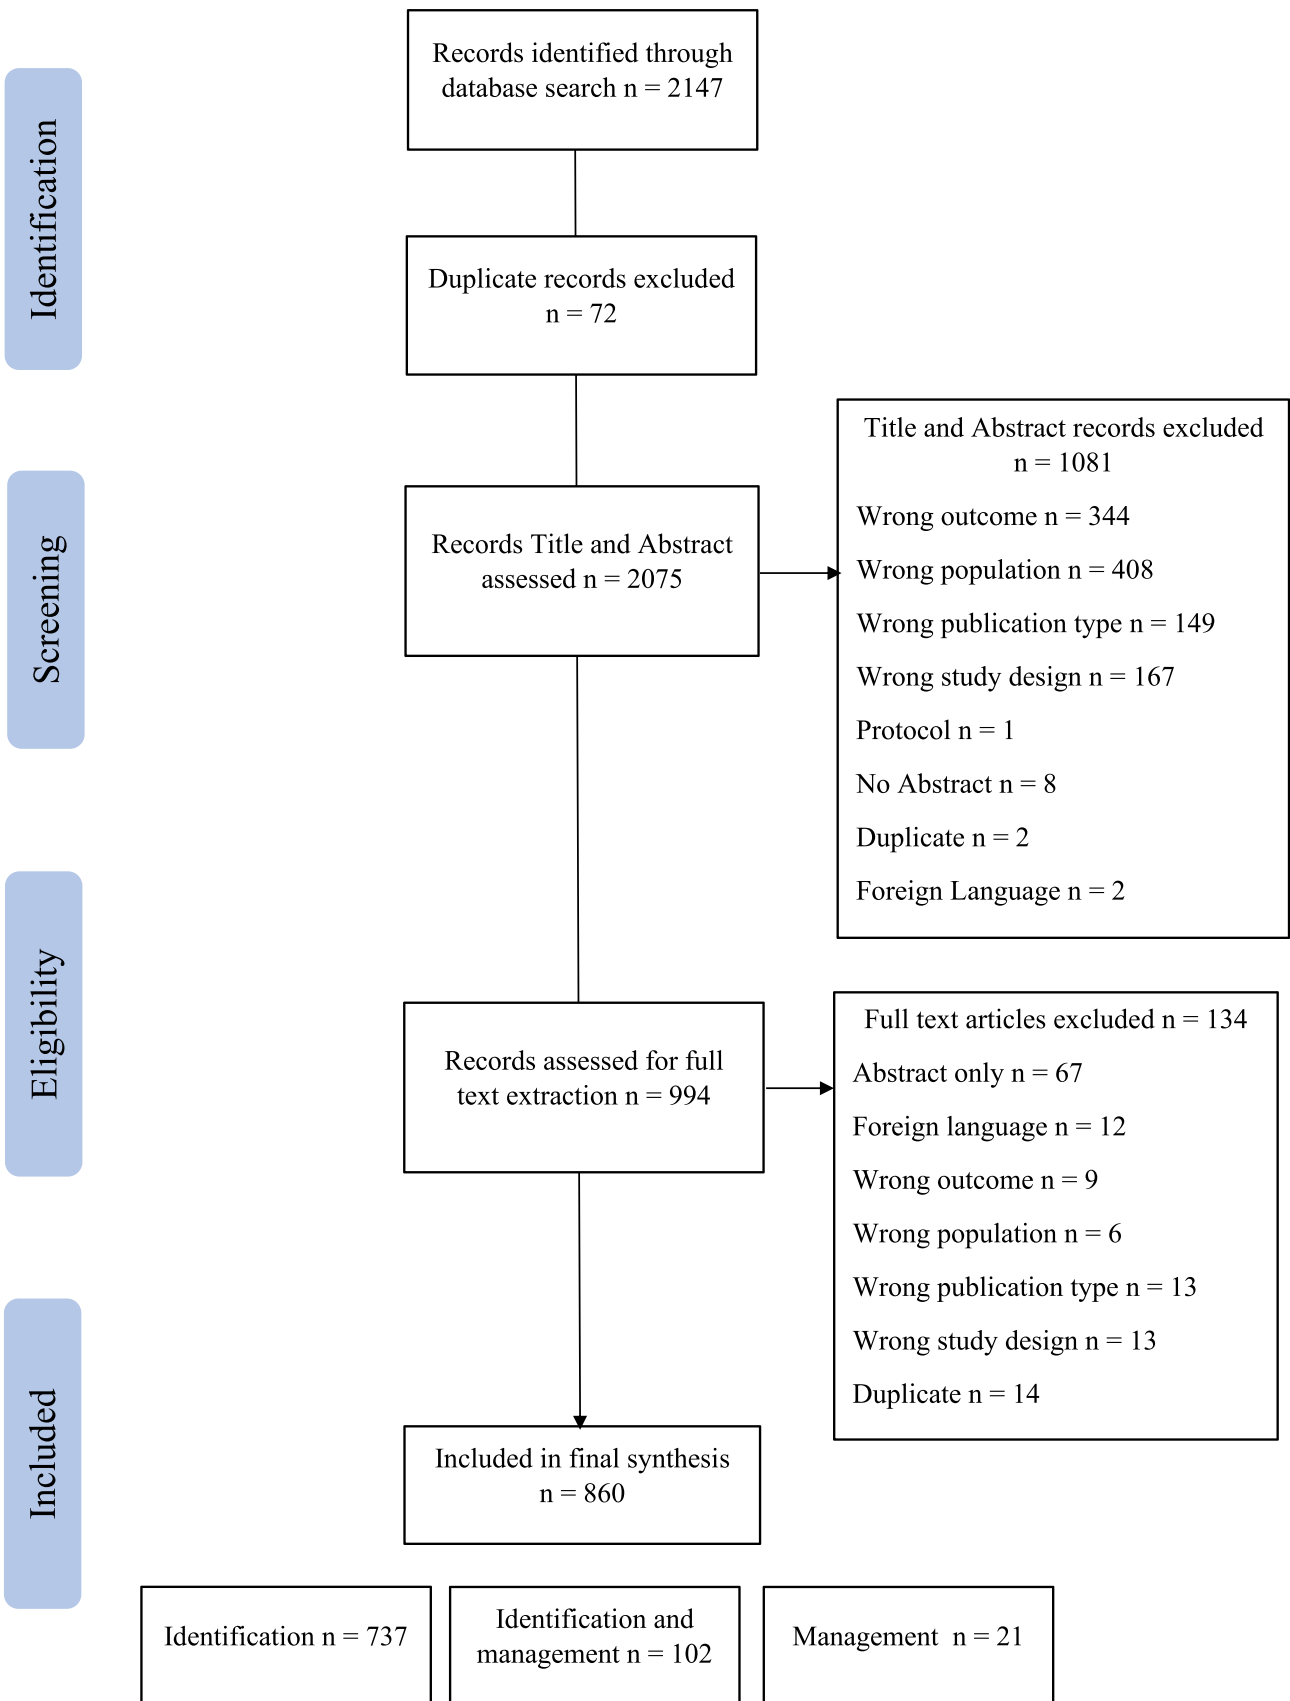 Identification
Records identified through
database search n = 2147
Duplicate records excluded
n = 72
Screening
Records Title and Abstract
assessed n = 2075
Title and Abstract records excluded
n = 1081
Wrong outcome n = 344
Wrong population n = 408
Wrong publication type n = 149
Wrong study design n = 167
Protocol n = 1
No Abstract n = 8
Duplicate n = 2
Foreign Language n = 2
Eligibility
Records assessed for full
text extraction n = 994
Full text articles excluded n = 134
Abstract only n = 67
Foreign language n = 12
Wrong outcome n = 9
Wrong population n = 6
Wrong publication type n = 13
Wrong study design n = 13
Duplicate n = 14
Included
Included in final synthesis
n = 860
Identification n = 737
Identification and
management n = 102
Management n = 21